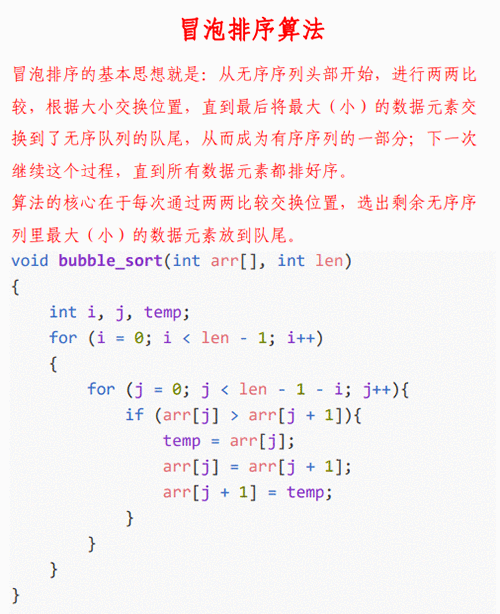 冒泡排序算法
冒泡排序的基本思想就是：从无序序列头部开始，进行两两比
较，根据大小交换位置，直到最后将最大（小）的数据元素交
换到了无序队列的队尾，从而成为有序序列的一部分；下一次
继续这个过程，直到所有数据元素都排好序。
算法的核心在于每次通过两两比较交换位置，选出剩余无序序
列里最大（小）的数据元素放到队尾。
void bubble_sort(int arr[], int len)
{
    int i, j, temp;
    for (i = 0; i < len - 1; i++)
    {
        for (j = 0; j < len - 1 - i; j++){
            if (arr[j] > arr[j + 1]){
                temp = arr[j];
                arr[j] = arr[j + 1];
                arr[j + 1] = temp;
            }
        }
    }
}